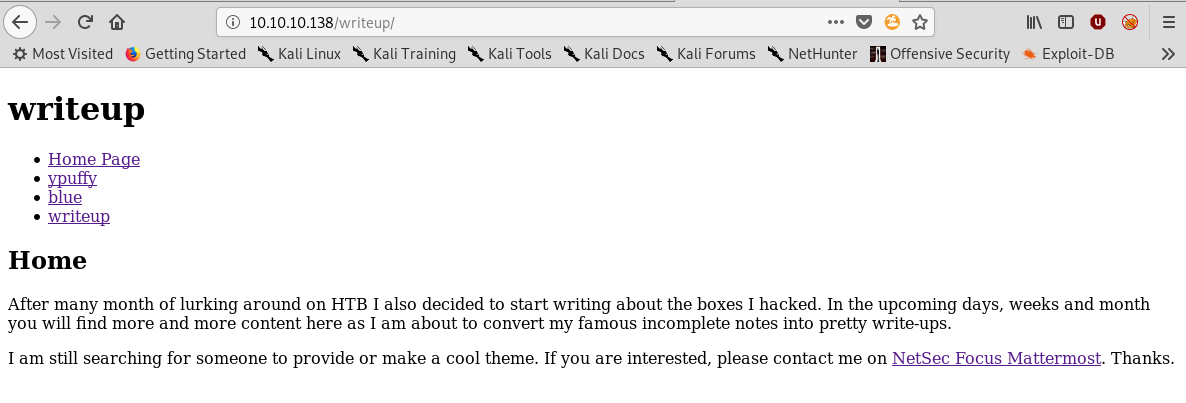 10.10.10.138/writeup/
Most Visited Getting Started Kali Linux Kali Training Kali Tools Kali Docs Kali Forums NetHunter Offensive Security Exploit-DB
writeup
Home Page
ypuffy
blue
writeup
Home
After many month of lurking around on HTB I also decided to start writing about the boxes I hacked. In the upcoming days, weeks and month
you will find more and more content here as I am about to convert my famous incomplete notes into pretty write-ups.
I am still searching for someone to provide or make a cool theme. If you are interested, please contact me on NetSec Focus Mattermost. Thanks.